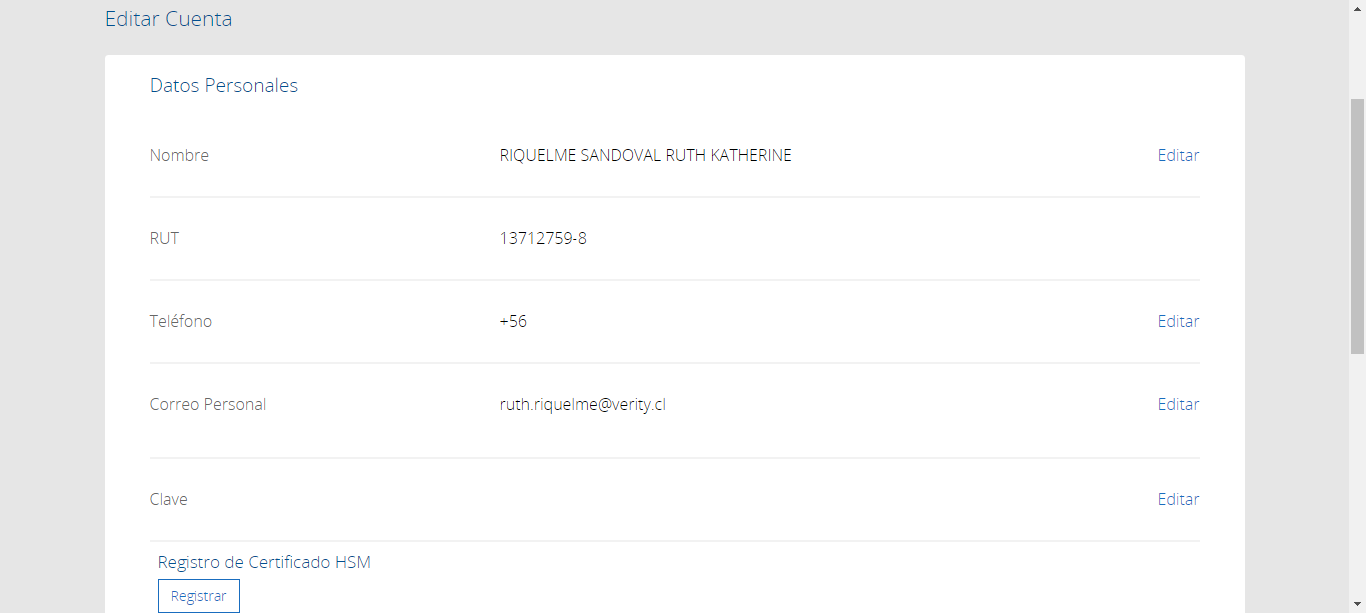 Editar Cuenta
Datos Personales
Nombre RIQUELME SANDOVAL RUTH KATHERINE Editar
RUT 13712759-8
Teléfono +56 Editar
Correo Personal ruth.riquelme@verity.cl Editar
Clave Editar
Registro de Certificado HSM
Registrar